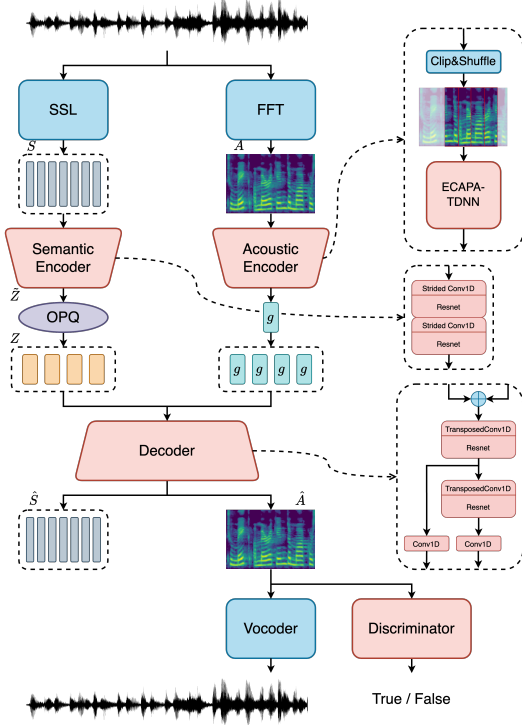 SSL
FFT
S
A
Semantic
Encoder
Acoustic
Encoder
Z̃
OPQ
g
Z
g g g g
Decoder
Ŝ
Â
Vocoder
Discriminator
True / False
Clip&Shuffle
ECAPA-
TDNN
Strided Conv1D
Resnet
Strided Conv1D
Resnet
TransposedConv1D
Resnet
TransposedConv1D
Resnet
Conv1D
Conv1D